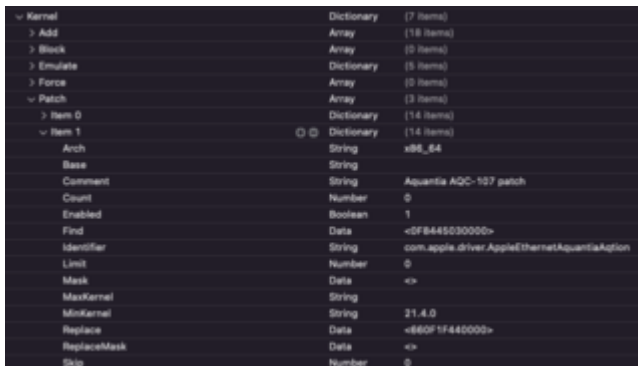 Kernel Dictionary (7 items)
Add Array (18 items)
Block Array (0 items)
Emulate Dictionary (5 items)
Force Array (0 items)
Patch Array (3 items)
Item 0 Dictionary (14 items)
Item 1 Dictionary (14 items)
Arch String x86_64
Base String
Comment String Aquantia AQC-107 patch
Count Number 0
Enabled Boolean 1
Find Data <0F8445030000>
Identifier String com.apple.driver.AppleEthernetAquantiaAqtion
Limit Number 0
Mask Data <>
MaxKernel String
MinKernel String 21.4.0
Replace Data <660F1F440000>
ReplaceMask Data <>
Skip Number 0